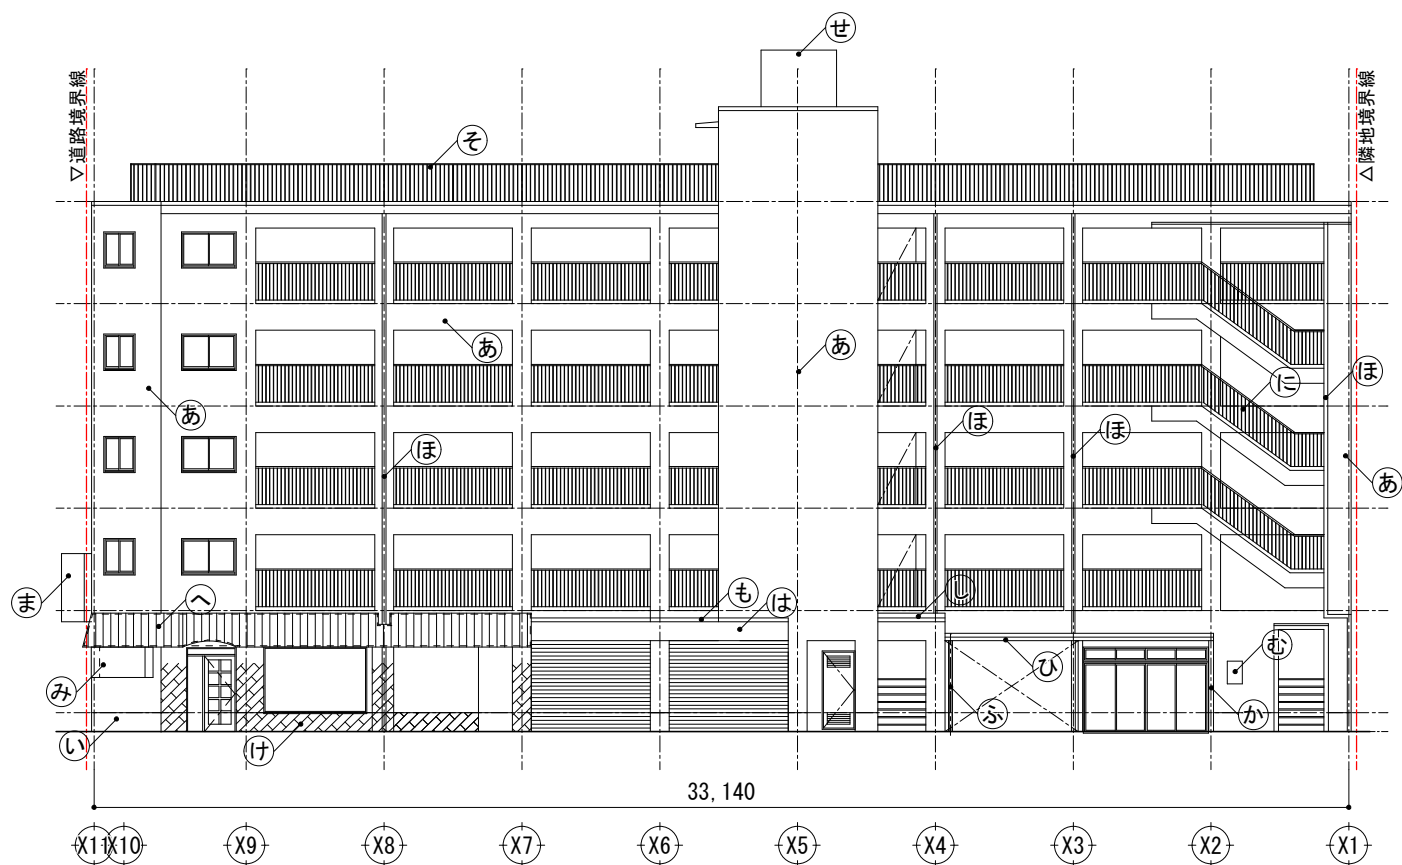 せ
▽道路境界線
△隣地境界線
そ
あ
あ
に
ほ
あ
ほ
ほ
ほ
あ
ま
へ
も
は
し
み
ひ
む
い
け
ふ
か
33,140
X11 X10 X9 X8 X7 X6 X5 X4 X3 X2 X1